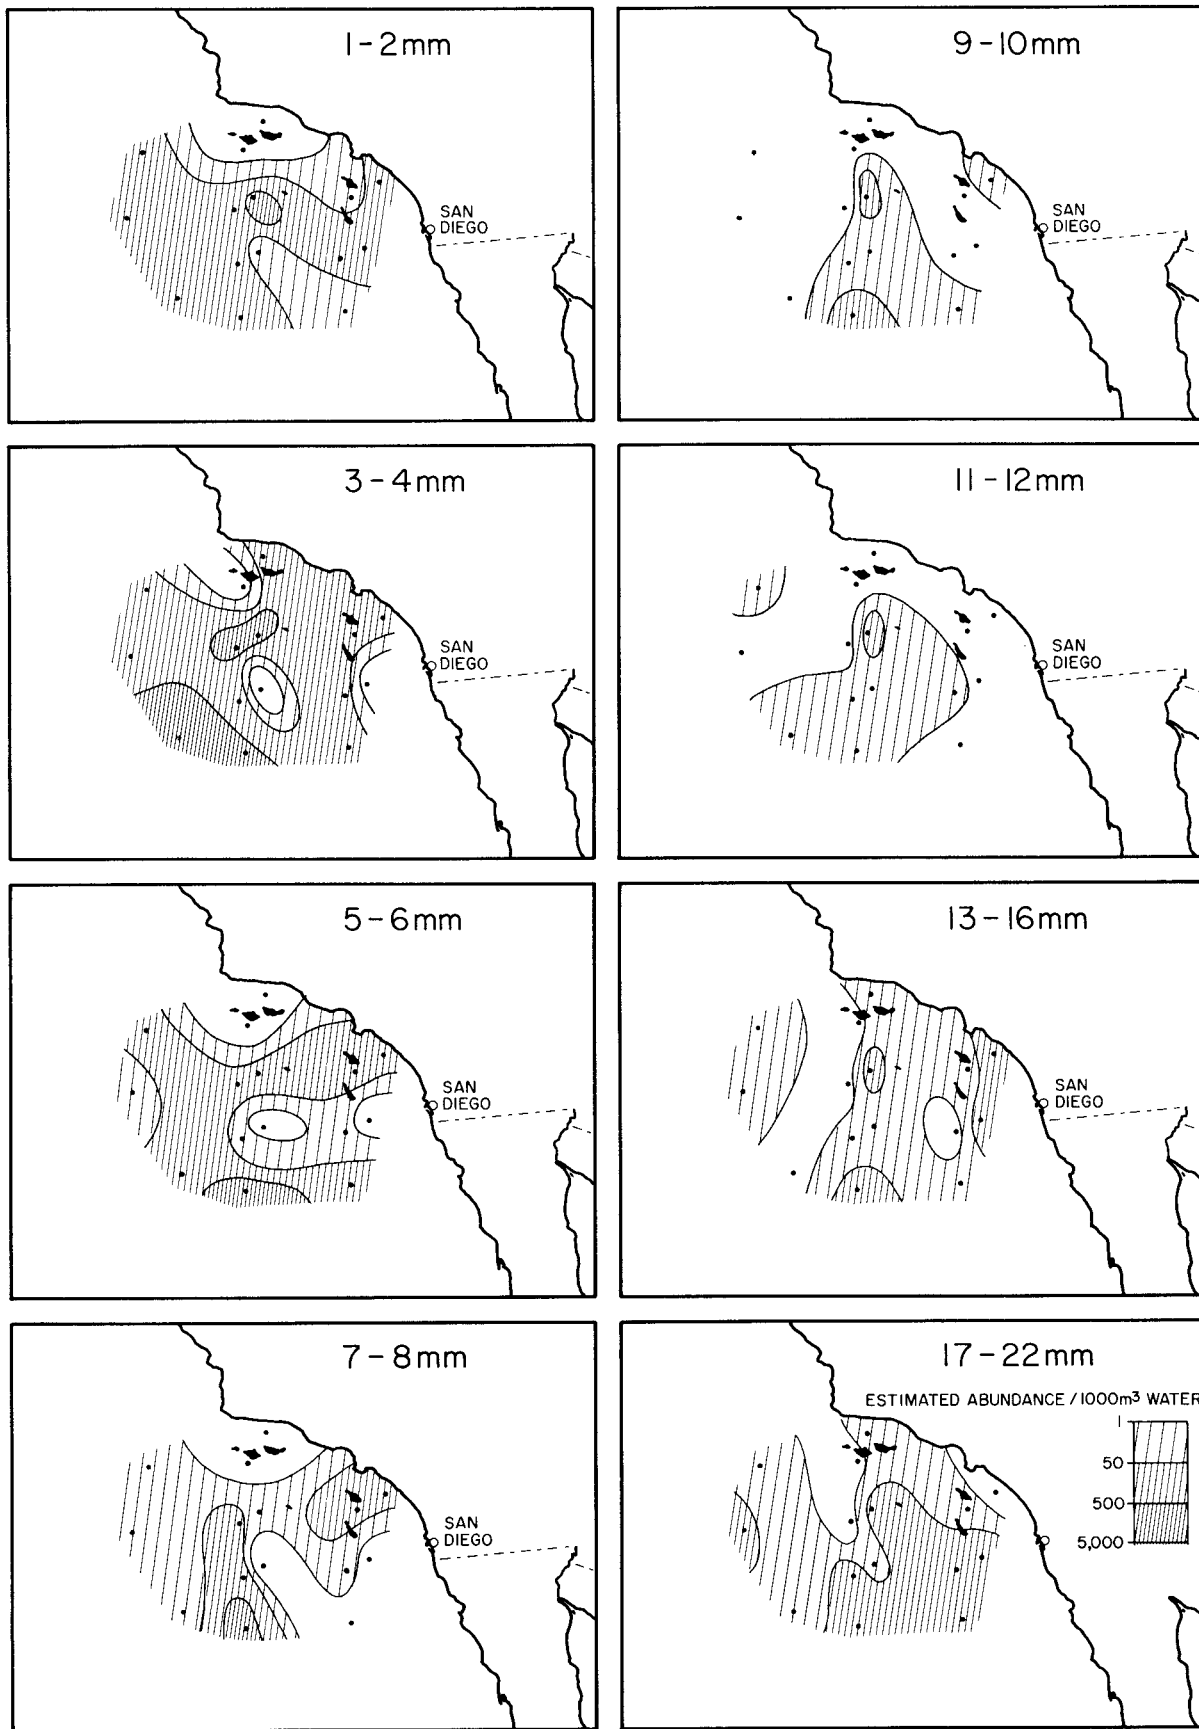 1-2mm
SAN
DIEGO
9-10mm
SAN
DIEGO
3-4mm
SAN
DIEGO
11-12mm
SAN
DIEGO
5-6mm
SAN
DIEGO
13-16mm
SAN
DIEGO
7-8mm
SAN
DIEGO
17-22mm
ESTIMATED ABUNDANCE / 1000m³ WATER
1
50
500
5,000